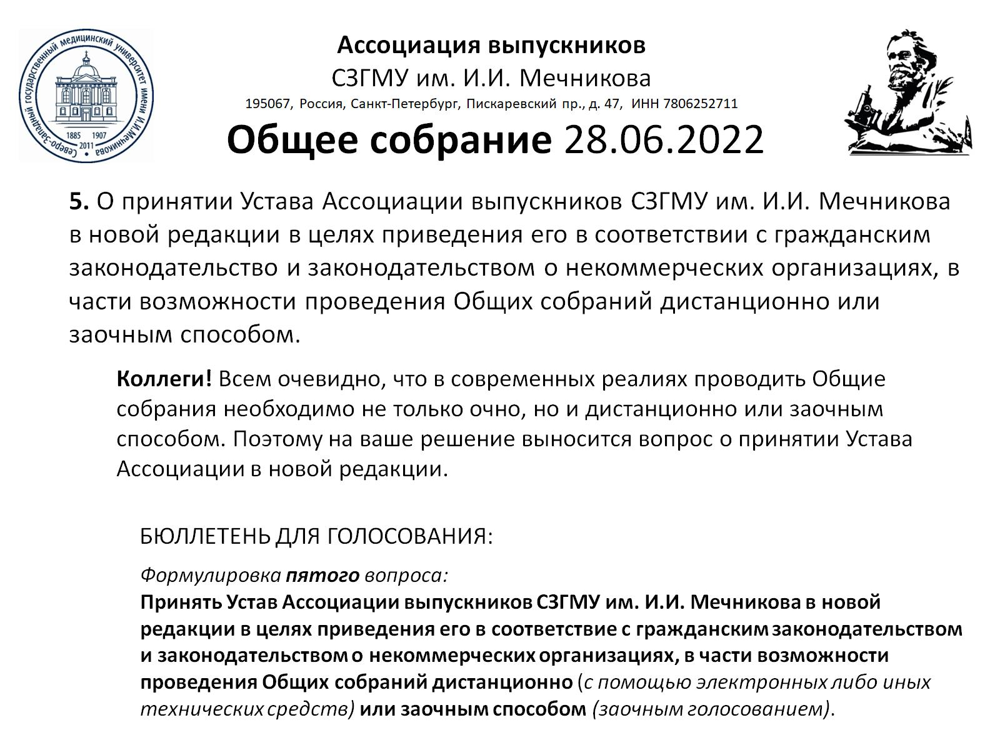 Северо-Западный государственный медицинский университет имени И.И.Мечникова
1885 1907
2011
Ассоциация выпускников
СЗГМУ им. И.И. Мечникова
195067, Россия, Санкт-Петербург, Пискаревский пр., д. 47, ИНН 7806252711
Общее собрание 28.06.2022
5. О принятии Устава Ассоциации выпускников СЗГМУ им. И.И. Мечникова
в новой редакции в целях приведения его в соответствии с гражданским
законодательство и законодательством о некоммерческих организациях, в
части возможности проведения Общих собраний дистанционно или
заочным способом.
Коллеги! Всем очевидно, что в современных реалиях проводить Общие
собрания необходимо не только очно, но и дистанционно или заочным
способом. Поэтому на ваше решение выносится вопрос о принятии Устава
Ассоциации в новой редакции.
БЮЛЛЕТЕНЬ ДЛЯ ГОЛОСОВАНИЯ:
Формулировка пятого вопроса:
Принять Устав Ассоциации выпускников СЗГМУ им. И.И. Мечникова в новой
редакции в целях приведения его в соответствие с гражданским законодательством
и законодательством о некоммерческих организациях, в части возможности
проведения Общих собраний дистанционно (с помощью электронных либо иных
технических средств) или заочным способом (заочным голосованием).